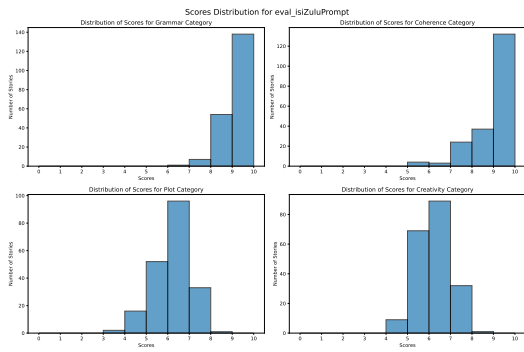 Scores Distribution for eval_isiZuluPrompt
Distribution of Scores for Grammar Category
Number of Stories
140
120
100
80
60
40
20
0
0 1 2 3 4 5 6 7 8 9 10
Scores
Distribution of Scores for Coherence Category
Number of Stories
120
100
80
60
40
20
0
0 1 2 3 4 5 6 7 8 9 10
Scores
Distribution of Scores for Plot Category
Number of Stories
100
80
60
40
20
0
0 1 2 3 4 5 6 7 8 9 10
Scores
Distribution of Scores for Creativity Category
Number of Stories
80
60
40
20
0
0 1 2 3 4 5 6 7 8 9 10
Scores